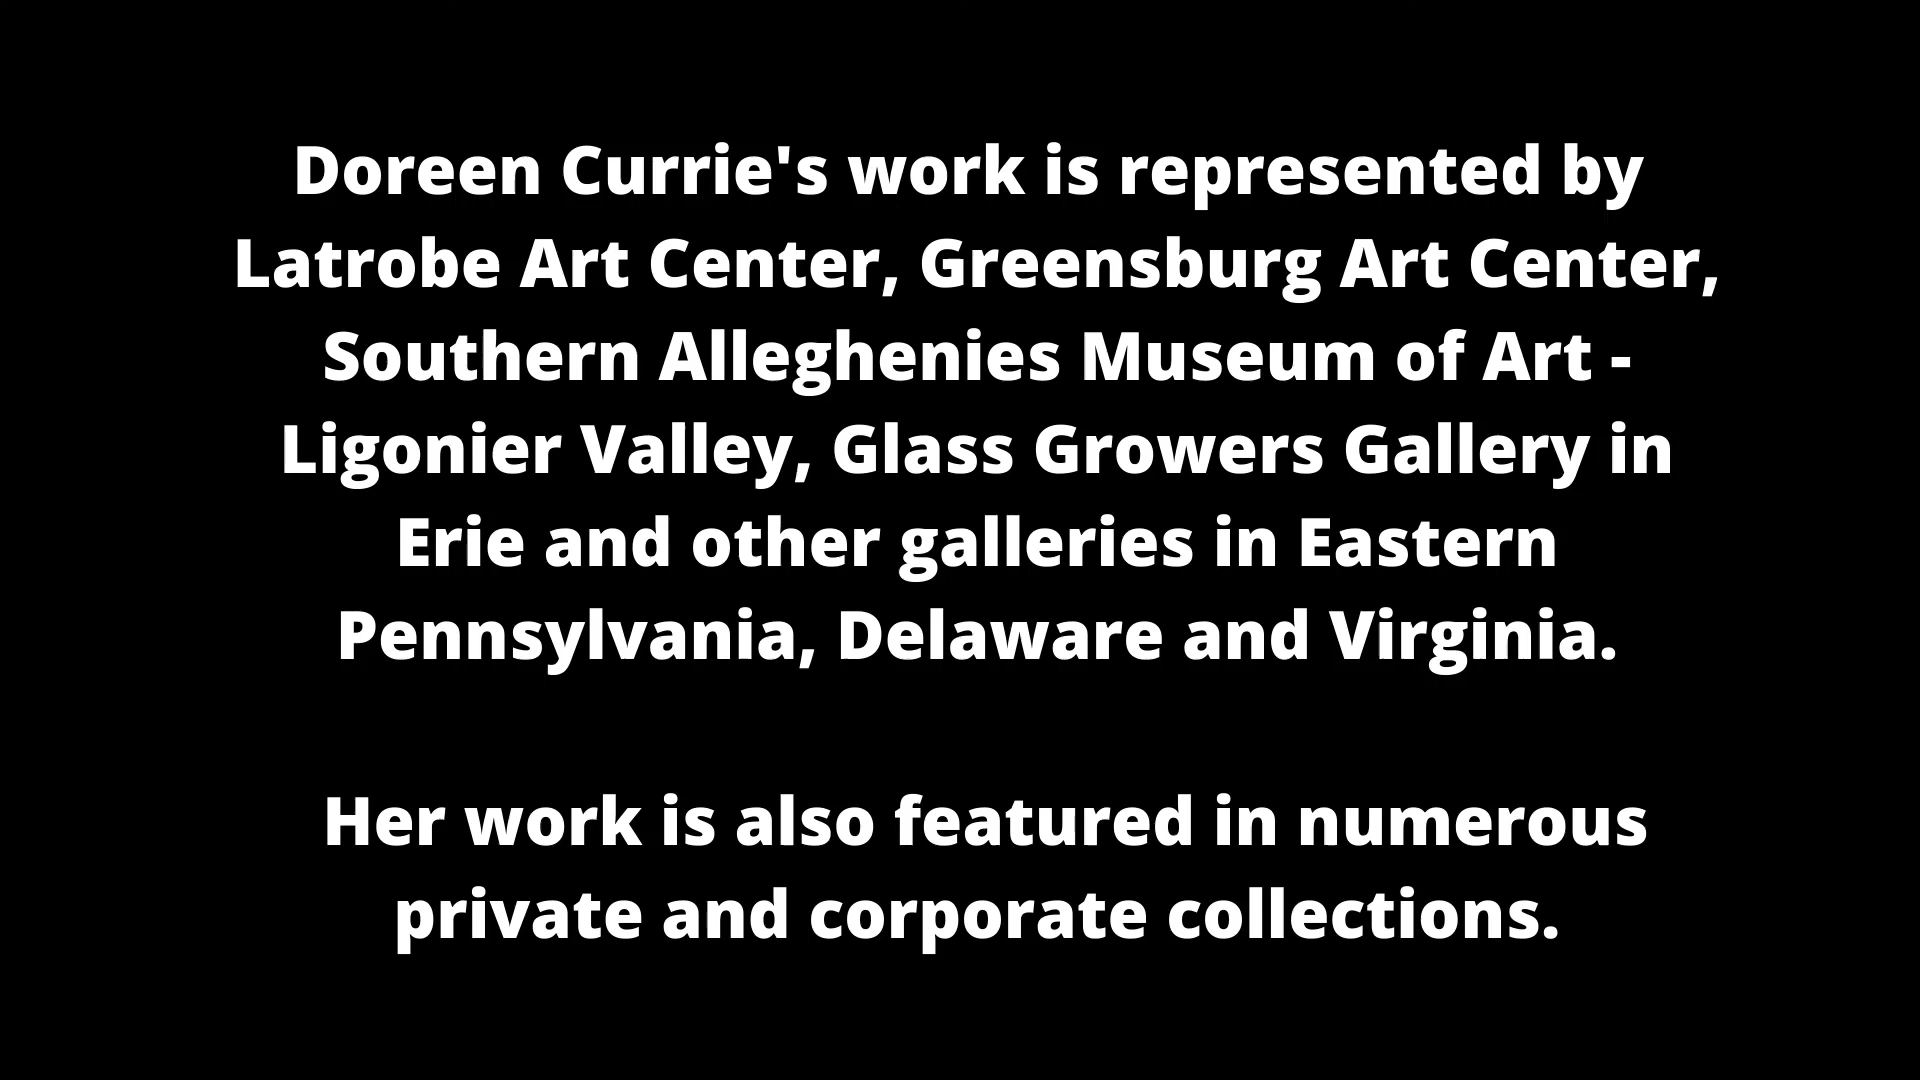 Doreen Currie's work is represented by
Latrobe Art Center, Greensburg Art Center,
Southern Alleghenies Museum of Art -
Ligonier Valley, Glass Growers Gallery in
Erie and other galleries in Eastern
Pennsylvania, Delaware and Virginia.
Her work is also featured in numerous
private and corporate collections.